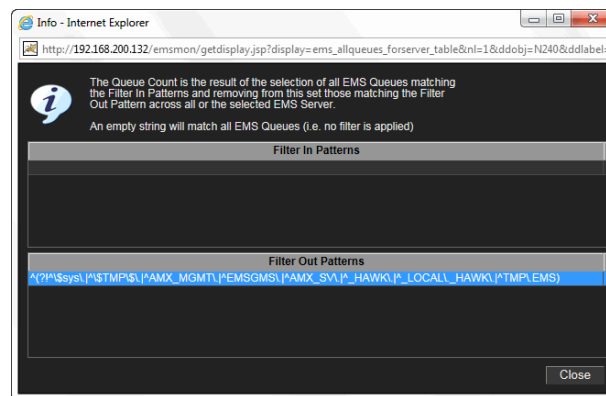 Info - Internet Explorer
http://192.168.200.132/emsmon/getdisplay.jsp?display=ems_allqueues_forserver_table&nl=1&ddobj=N240&ddlabel=
The Queue Count is the result of the selection of all EMS Queues matching
the Filter In Patterns and removing from this set those matching the Filter
Out Pattern across all or the selected EMS Server.
An empty string will match all EMS Queues (i.e. no filter is applied)
Filter In Patterns
Filter Out Patterns
^(?!^\$sys\.|^\$TMP\$\.|^AMX_MGMT\.|^EMSGMS\.|^AMX_SV\.|^_HAWK\.|^_LOCAL\._HAWK\.|^TMP\.EMS)
Close